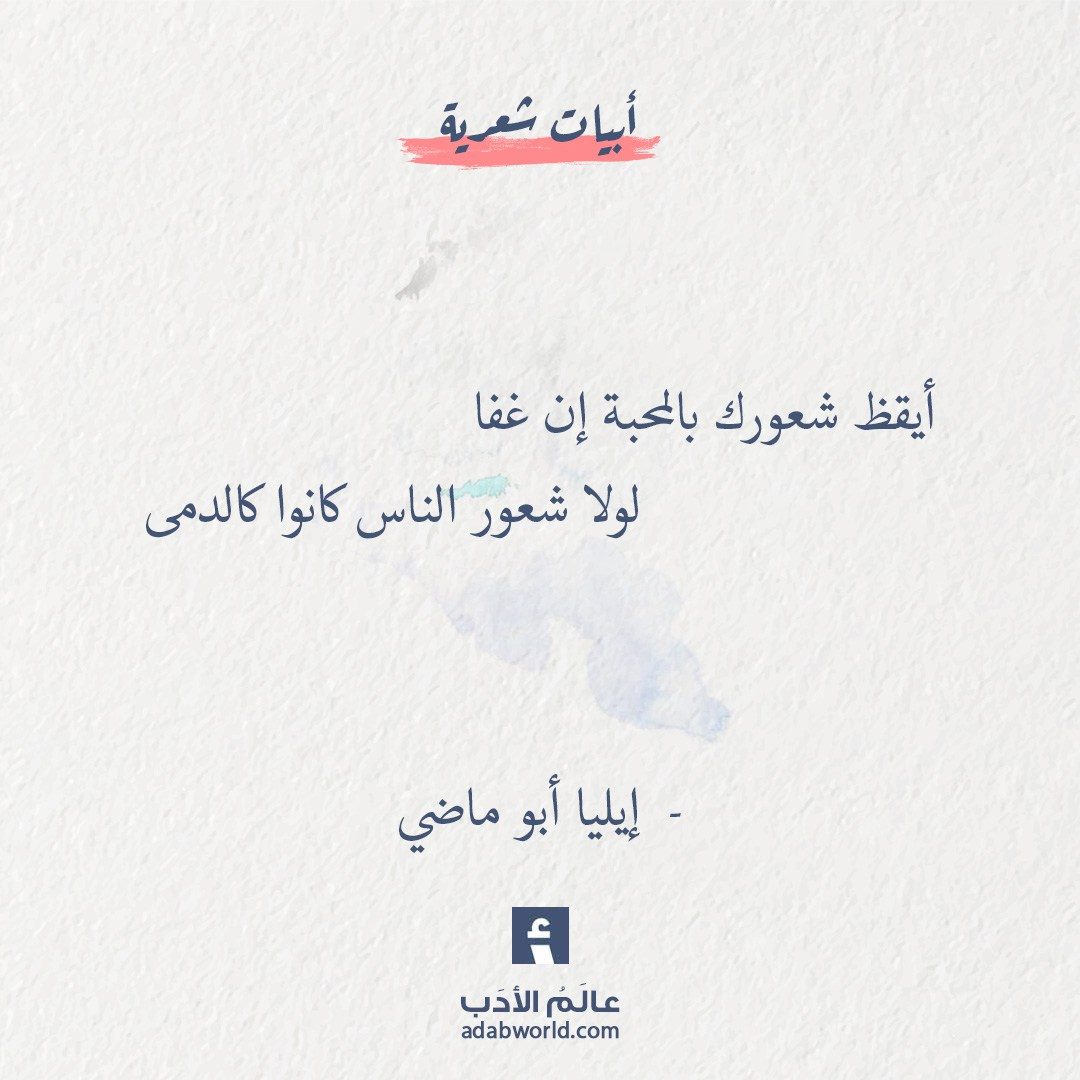 أبيات شعرية
أيقظ شعورك بالمحبة إن غفا
لولا شعور الناس كانوا كالدمى
- إيليا أبو ماضي
أ
عالَمُ الأدَب
adabworld.com